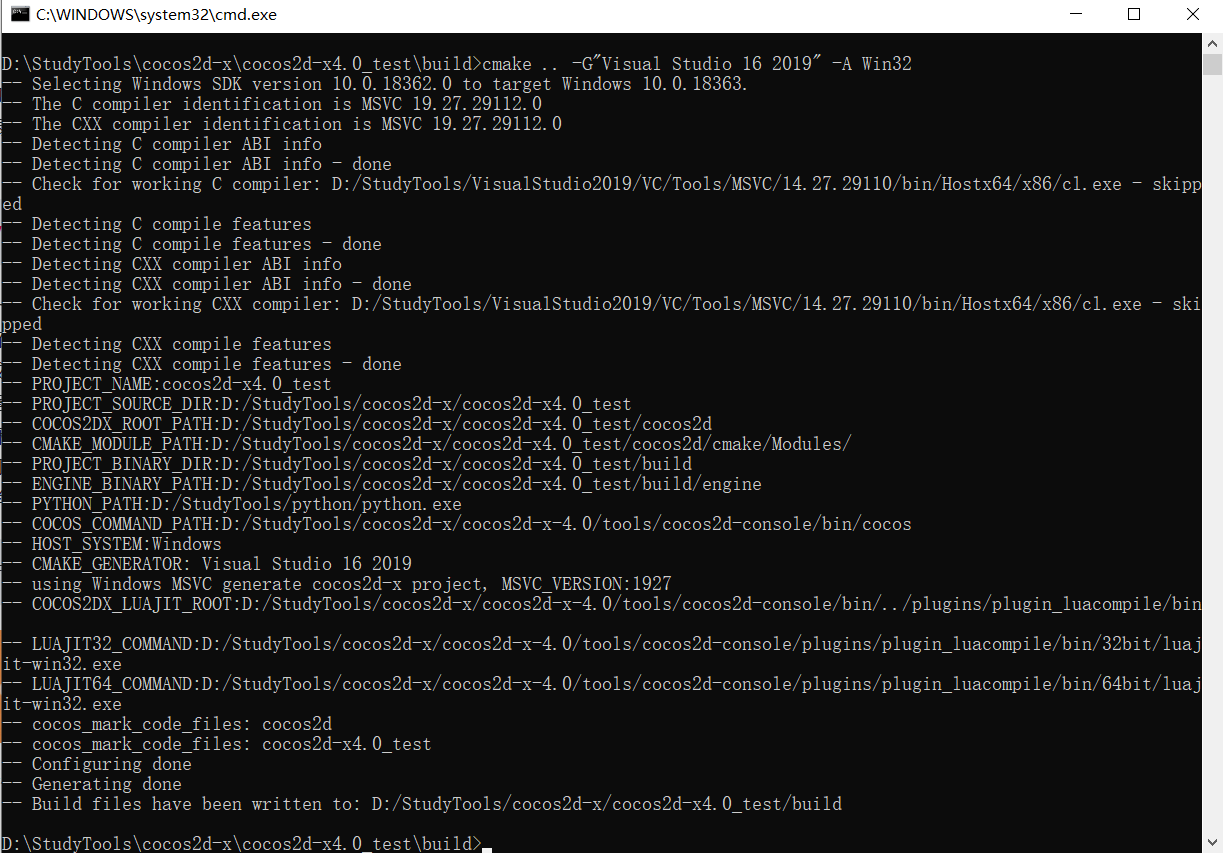 C:\WINDOWS\system32\cmd.exe
D:\StudyTools\cocos2d-x\cocos2d-x4.0_test\build>cmake .. -G"Visual Studio 16 2019" -A Win32
-- Selecting Windows SDK version 10.0.18362.0 to target Windows 10.0.18363.
-- The C compiler identification is MSVC 19.27.29112.0
-- The CXX compiler identification is MSVC 19.27.29112.0
-- Detecting C compiler ABI info
-- Detecting C compiler ABI info - done
-- Check for working C compiler: D:/StudyTools/VisualStudio2019/VC/Tools/MSVC/14.27.29110/bin/Hostx64/x86/cl.exe - skipp
ed
-- Detecting C compile features
-- Detecting C compile features - done
-- Detecting CXX compiler ABI info
-- Detecting CXX compiler ABI info - done
-- Check for working CXX compiler: D:/StudyTools/VisualStudio2019/VC/Tools/MSVC/14.27.29110/bin/Hostx64/x86/cl.exe - ski
pped
-- Detecting CXX compile features
-- Detecting CXX compile features - done
-- PROJECT_NAME:cocos2d-x4.0_test
-- PROJECT_SOURCE_DIR:D:/StudyTools/cocos2d-x/cocos2d-x4.0_test
-- COCOS2DX_ROOT_PATH:D:/StudyTools/cocos2d-x/cocos2d-x4.0_test/cocos2d
-- CMAKE_MODULE_PATH:D:/StudyTools/cocos2d-x/cocos2d-x4.0_test/cocos2d/cmake/Modules/
-- PROJECT_BINARY_DIR:D:/StudyTools/cocos2d-x/cocos2d-x4.0_test/build
-- ENGINE_BINARY_PATH:D:/StudyTools/cocos2d-x/cocos2d-x4.0_test/build/engine
-- PYTHON_PATH:D:/StudyTools/python/python.exe
-- COCOS_COMMAND_PATH:D:/StudyTools/cocos2d-x/cocos2d-x-4.0/tools/cocos2d-console/bin/cocos
-- HOST_SYSTEM:Windows
-- CMAKE_GENERATOR: Visual Studio 16 2019
-- using Windows MSVC generate cocos2d-x project, MSVC_VERSION:1927
-- COCOS2DX_LUAJIT_ROOT:D:/StudyTools/cocos2d-x/cocos2d-x-4.0/tools/cocos2d-console/bin/../plugins/plugin_luacompile/bin
-- LUAJIT32_COMMAND:D:/StudyTools/cocos2d-x/cocos2d-x-4.0/tools/cocos2d-console/plugins/plugin_luacompile/bin/32bit/luaj
it-win32.exe
-- LUAJIT64_COMMAND:D:/StudyTools/cocos2d-x/cocos2d-x-4.0/tools/cocos2d-console/plugins/plugin_luacompile/bin/64bit/luaj
it-win32.exe
-- cocos_mark_code_files: cocos2d
-- cocos_mark_code_files: cocos2d-x4.0_test
-- Configuring done
-- Generating done
-- Build files have been written to: D:/StudyTools/cocos2d-x/cocos2d-x4.0_test/build
D:\StudyTools\cocos2d-x\cocos2d-x4.0_test\build>